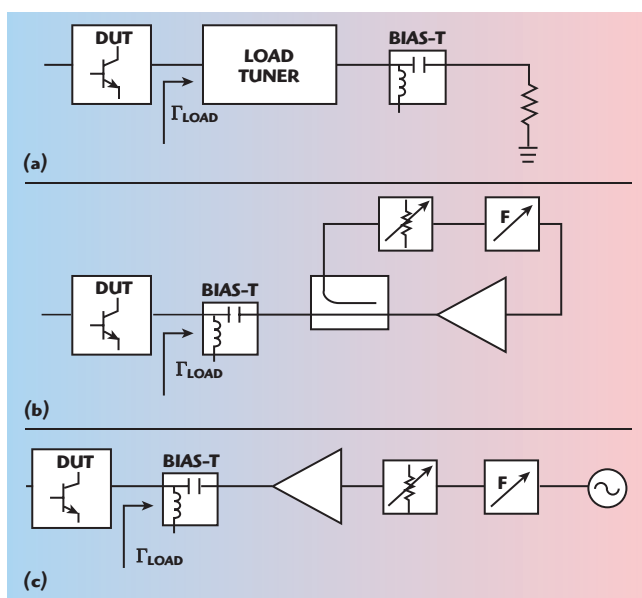 DUT
LOAD
TUNER
BIAS-T
ΓLOAD
(a)
DUT
BIAS-T
F
ΓLOAD
(b)
DUT
BIAS-T
F
ΓLOAD
(c)